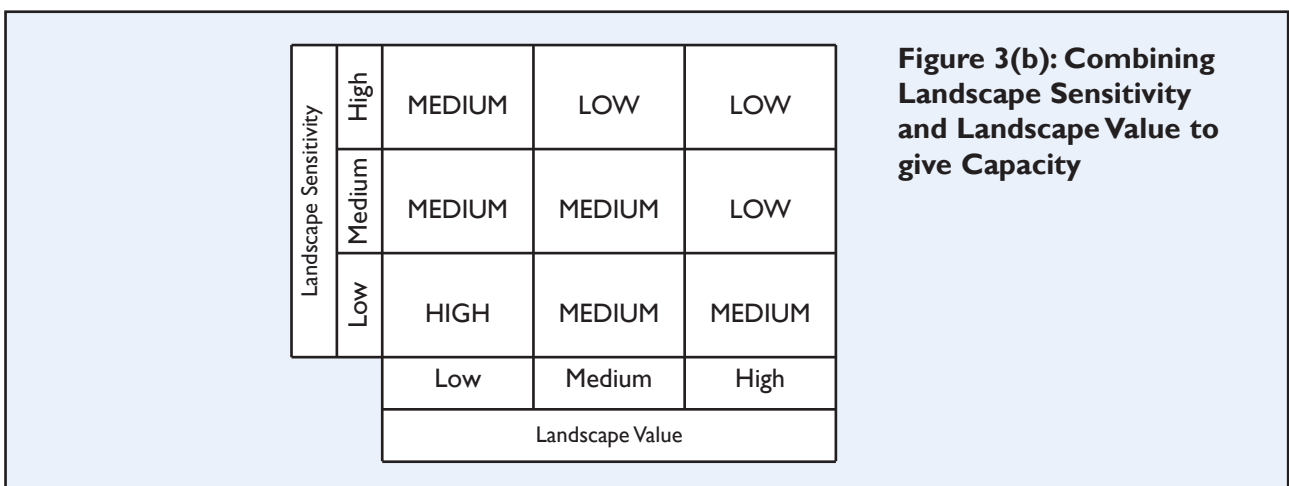 Figure 3(b): Combining
Landscape Sensitivity
and Landscape Value to
give Capacity
Landscape Sensitivity
High
MEDIUM LOW LOW
Medium
MEDIUM MEDIUM LOW
Low
HIGH MEDIUM MEDIUM
Low Medium High
Landscape Value